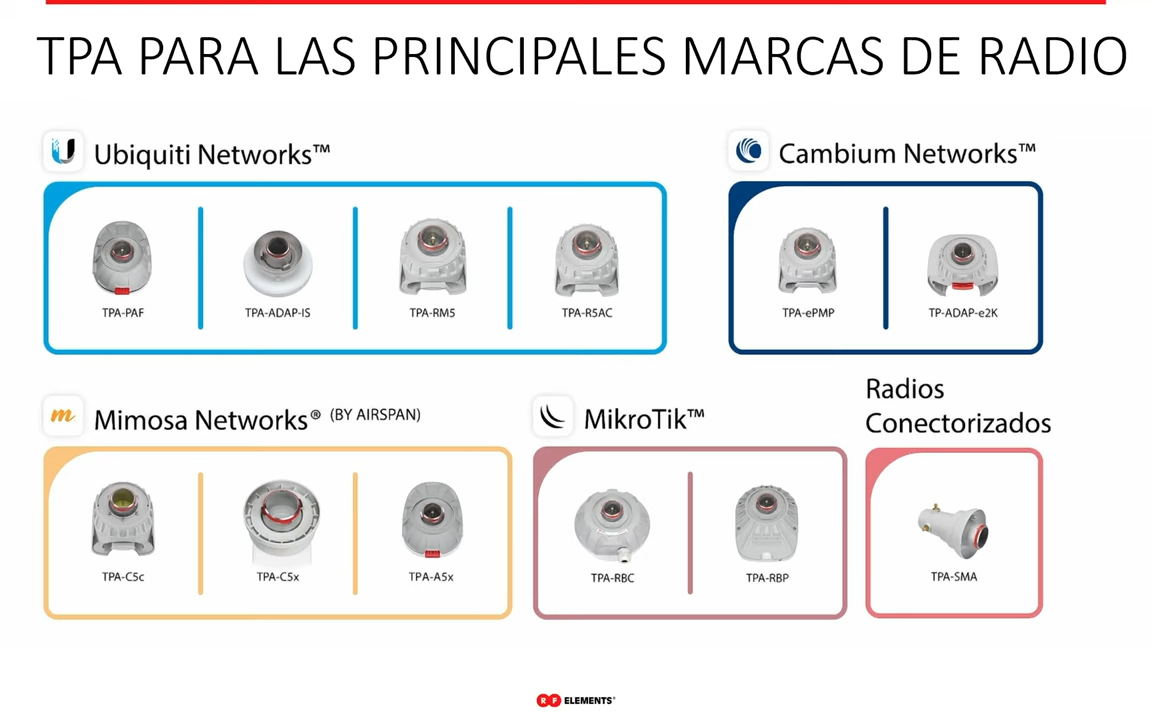 TPA PARA LAS PRINCIPALES MARCAS DE RADIO
Ubiquiti Networks™
TPA-PAF
TPA-ADAP-IS
TPA-RM5
TPA-R5AC
Cambium Networks™
TPA-ePMP
TP-ADAP-e2K
Mimosa Networks® (BY AIRSPAN)
TPA-C5c
TPA-C5x
TPA-A5x
MikroTik™
TPA-RBC
TPA-RBP
Radios
Conectorizados
TPA-SMA
RF ELEMENTS®